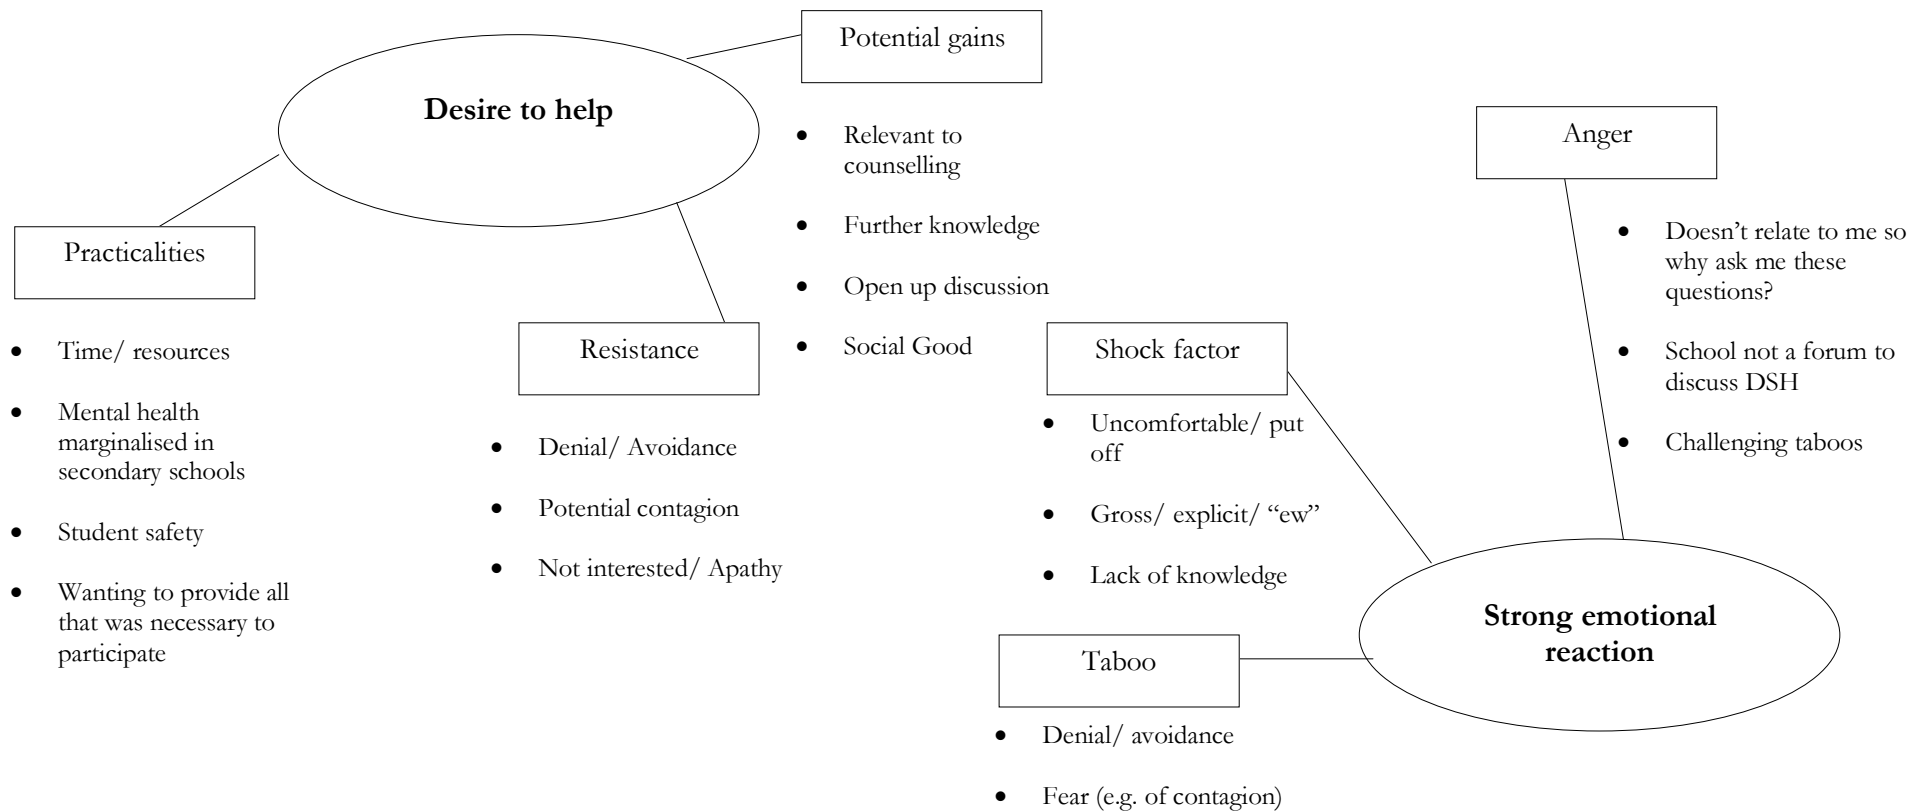 Desire to help
Potential gains
• Relevant to
counselling
• Further knowledge
• Open up discussion
• Social Good
Practicalities
• Time/ resources
• Mental health
marginalised in
secondary schools
• Student safety
• Wanting to provide all
that was necessary to
participate
Resistance
• Denial/ Avoidance
• Potential contagion
• Not interested/ Apathy
Anger
• Doesn’t relate to me so
why ask me these
questions?
• School not a forum to
discuss DSH
• Challenging taboos
Shock factor
• Uncomfortable/ put
off
• Gross/ explicit/ “ew”
• Lack of knowledge
Strong emotional
reaction
Taboo
• Denial/ avoidance
• Fear (e.g. of contagion)